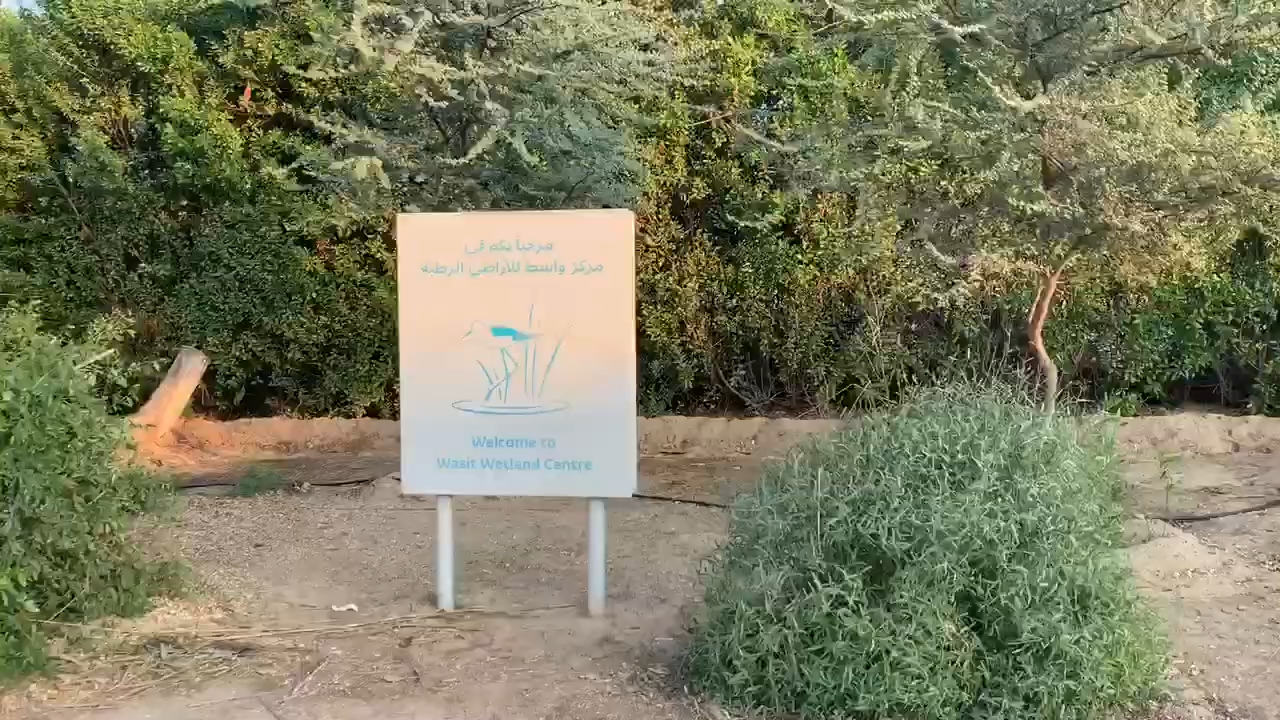 مرحباً بكم في
مركز واسط للأراضي الرطبة
Welcome to
Wasit Wetland Centre